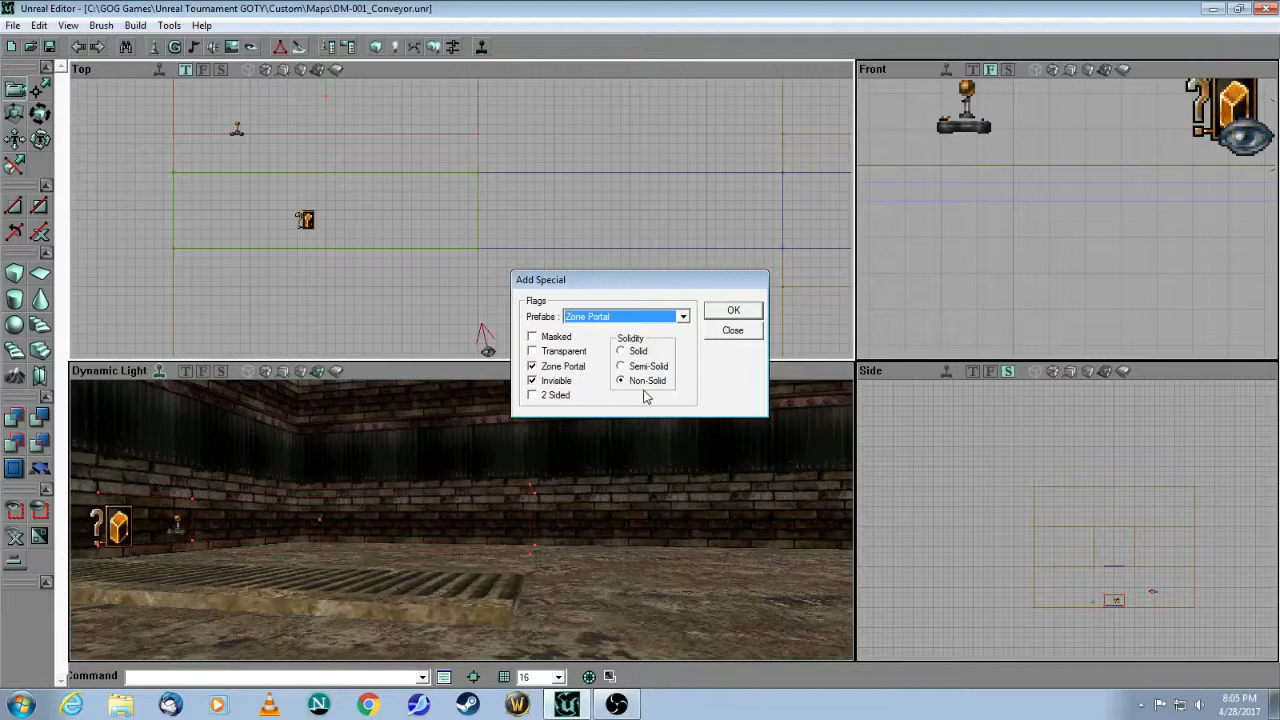 Unreal Editor - [C:\GOG Games\Unreal Tournament GOTY\Custom\Maps\DM-001_Conveyor.unr]
File Edit View Brush Build Tools Help
Top T F S
Front T F S
Add Special
Flags
Prefabs : Zone Portal
OK
Close
Masked
Transparent
Zone Portal
Invisible
2 Sided
Solidity
Solid
Semi-Solid
Non-Solid
Dynamic Light T F S
Side T F S
Command
16
8:05 PM
4/28/2017